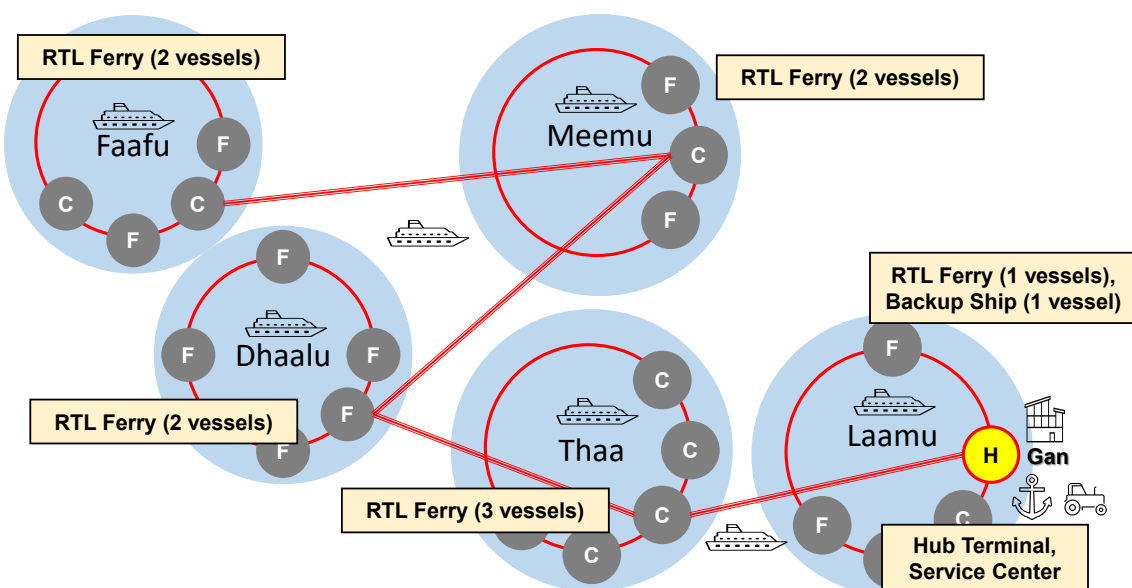 RTL Ferry (2 vessels)
Faafu
F
C
C
F
RTL Ferry (2 vessels)
Meemu
F
C
F
F
Dhaalu
F
F
F
F
RTL Ferry (2 vessels)
Thaa
C
C
C
C
RTL Ferry (3 vessels)
RTL Ferry (1 vessels),
Backup Ship (1 vessel)
F
Laamu
H
Gan
F
C
Hub Terminal,
Service Center